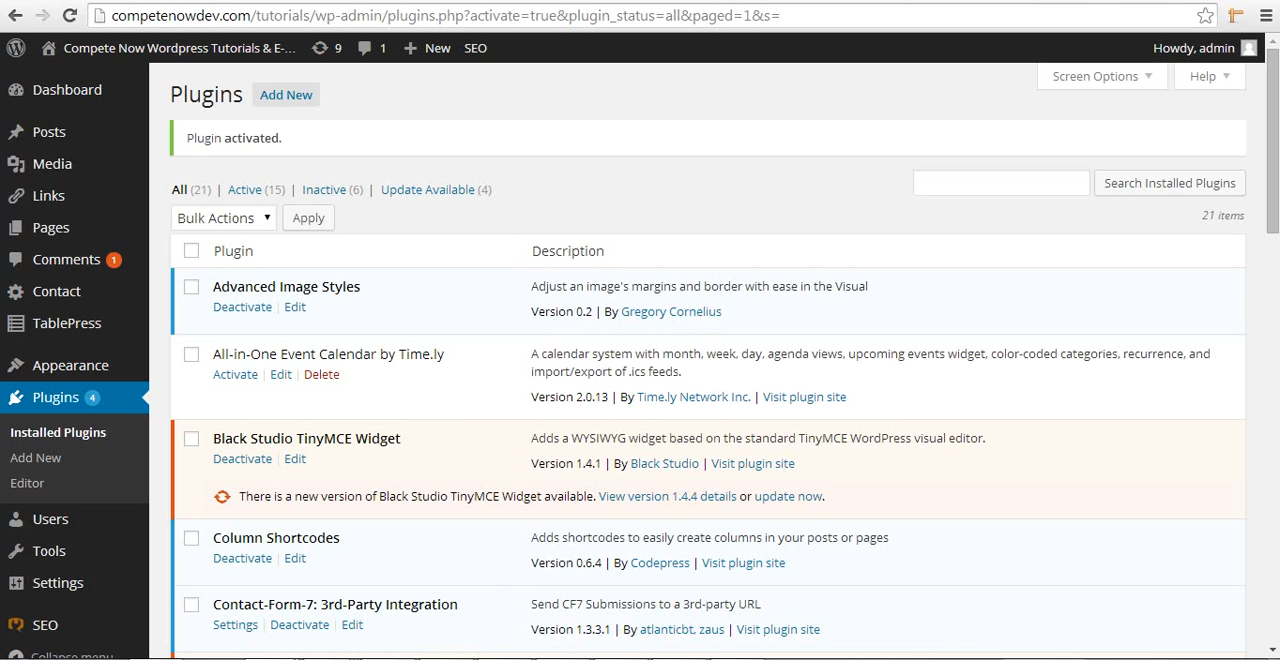 competenowdev.com/tutorials/wp-admin/plugins.php?activate=true&plugin_status=all&paged=1&s=
Compete Now Wordpress Tutorials & E-... 9 1 + New SEO Howdy, admin
Screen Options Help
Plugins Add New
Plugin activated.
All (21) | Active (15) | Inactive (6) | Update Available (4)
Search Installed Plugins
Bulk Actions Apply
21 items
Plugin Description
Advanced Image Styles
Deactivate | Edit
Adjust an image's margins and border with ease in the Visual
Version 0.2 | By Gregory Cornelius
All-in-One Event Calendar by Time.ly
Activate | Edit | Delete
A calendar system with month, week, day, agenda views, upcoming events widget, color-coded categories, recurrence, and
import/export of .ics feeds.
Version 2.0.13 | By Time.ly Network Inc. | Visit plugin site
Black Studio TinyMCE Widget
Deactivate | Edit
Adds a WYSIWYG widget based on the standard TinyMCE WordPress visual editor.
Version 1.4.1 | By Black Studio | Visit plugin site
There is a new version of Black Studio TinyMCE Widget available. View version 1.4.4 details or update now.
Column Shortcodes
Deactivate | Edit
Adds shortcodes to easily create columns in your posts or pages
Version 0.6.4 | By Codepress | Visit plugin site
Contact-Form-7: 3rd-Party Integration
Settings | Deactivate | Edit
Send CF7 Submissions to a 3rd-party URL
Version 1.3.3.1 | By atlanticbt, zaus | Visit plugin site
Dashboard
Posts
Media
Links
Pages
Comments 1
Contact
TablePress
Appearance
Plugins 4
Installed Plugins
Add New
Editor
Users
Tools
Settings
SEO
Collapse menu